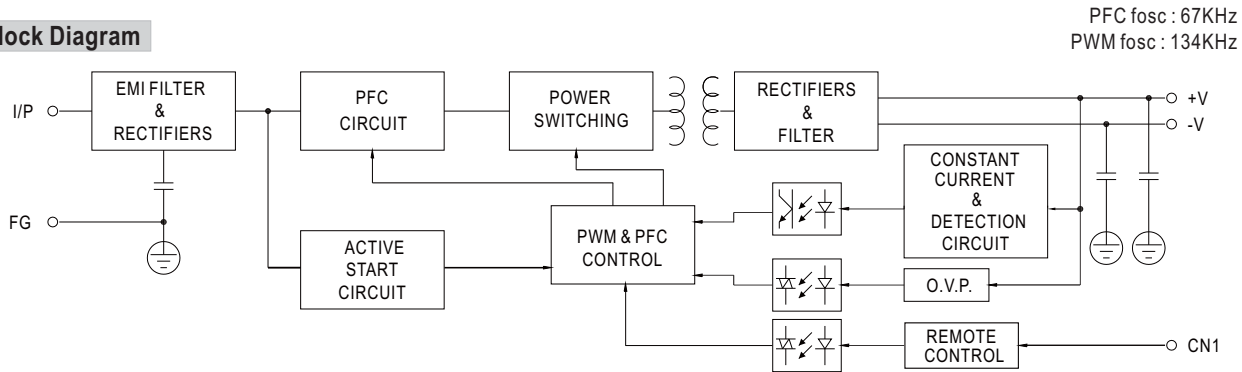 PFC fosc : 67KHz
PWM fosc : 134KHz
lock Diagram
I/P
EMI FILTER
&
RECTIFIERS
PFC
CIRCUIT
POWER
SWITCHING
RECTIFIERS
&
FILTER
+V
-V
FG
ACTIVE
START
CIRCUIT
PWM & PFC
CONTROL
CONSTANT
CURRENT
&
DETECTION
CIRCUIT
O.V.P.
REMOTE
CONTROL
CN1